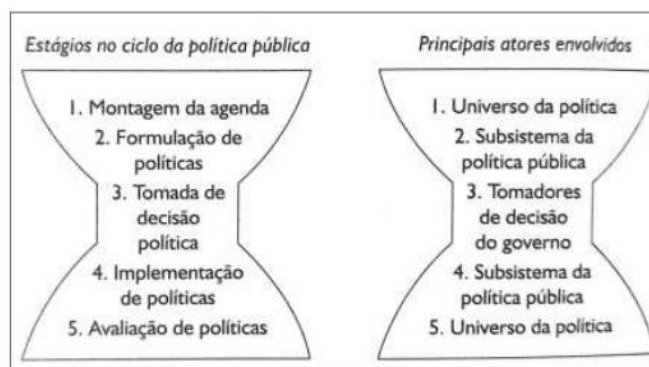 Estágios no ciclo da política pública
1. Montagem da agenda
2. Formulação de
políticas
3. Tomada de
decisão
política
4. Implementação
de políticas
5. Avaliação de políticas
Principais atores envolvidos
1. Universo da política
2. Subsistema da
política pública
3. Tomadores
de decisão
do governo
4. Subsistema da
política pública
5. Universo da política